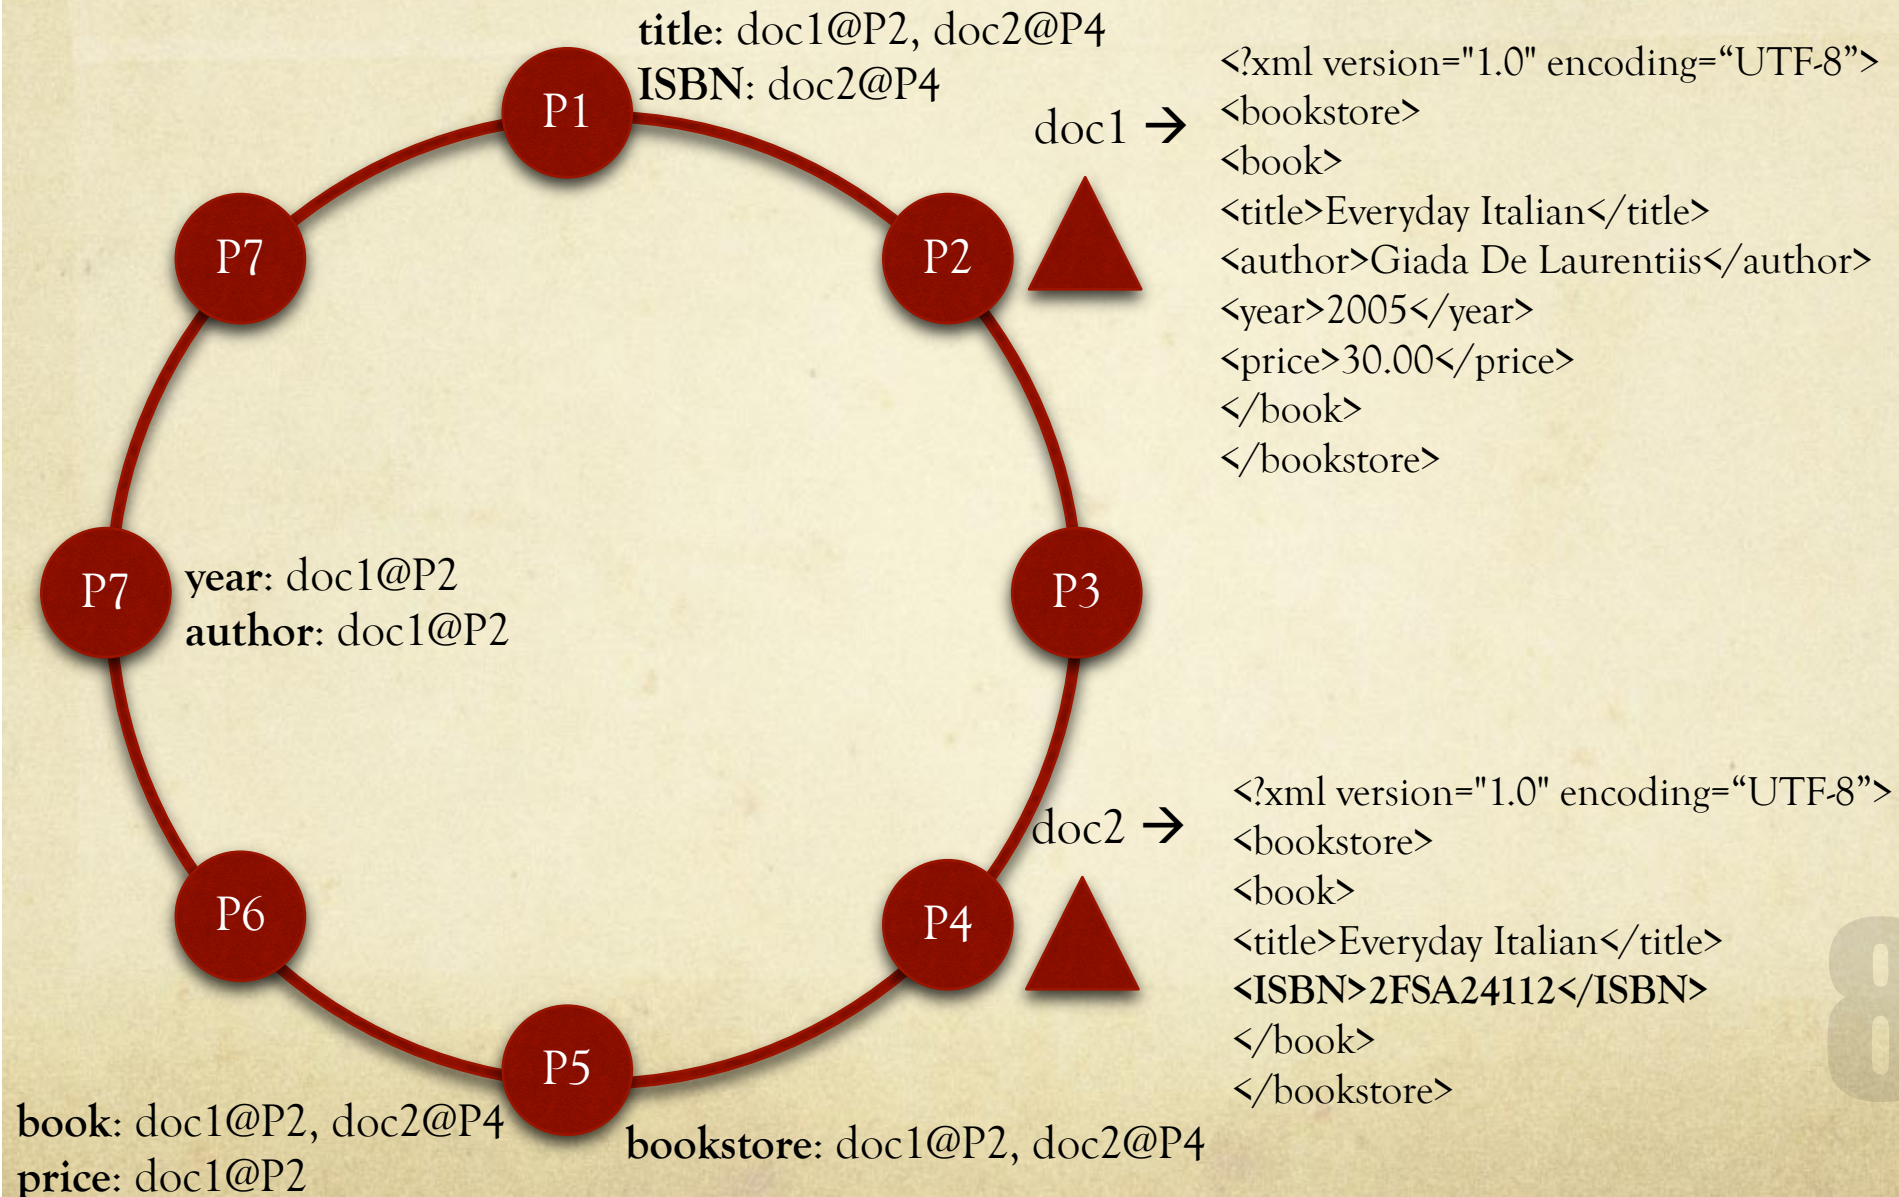 title: doc1@P2, doc2@P4
ISBN: doc2@P4
P1
P7
P2
doc1 →
<?xml version="1.0" encoding=“UTF-8”>
<bookstore>
<book>
<title>Everyday Italian</title>
<author>Giada De Laurentiis</author>
<year>2005</year>
<price>30.00</price>
</book>
</bookstore>
P7
year: doc1@P2
author: doc1@P2
P3
doc2 →
<?xml version="1.0" encoding=“UTF-8”>
<bookstore>
<book>
<title>Everyday Italian</title>
<ISBN>2FSA24112</ISBN>
</book>
</bookstore>
P6
P4
P5
book: doc1@P2, doc2@P4
price: doc1@P2
bookstore: doc1@P2, doc2@P4
8